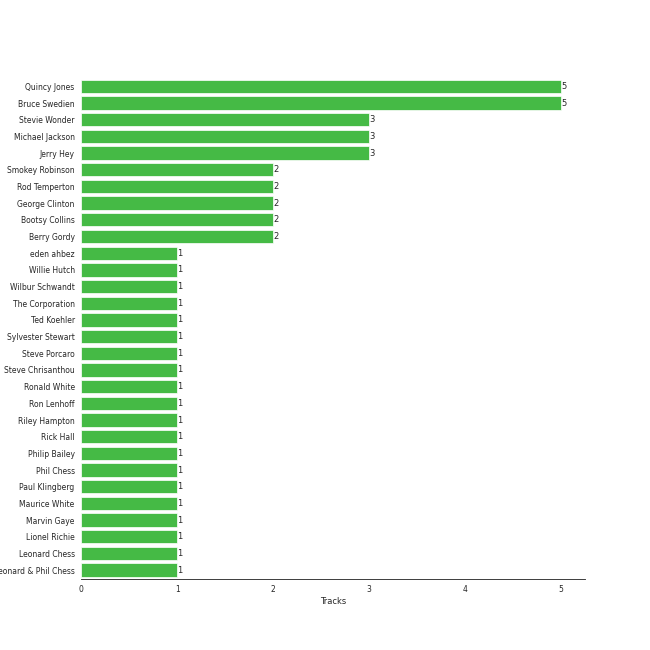 Quincy Jones 5
Bruce Swedien 5
Stevie Wonder 3
Michael Jackson 3
Jerry Hey 3
Smokey Robinson 2
Rod Temperton 2
George Clinton 2
Bootsy Collins 2
Berry Gordy 2
eden ahbez 1
Willie Hutch 1
Wilbur Schwandt 1
The Corporation 1
Ted Koehler 1
Sylvester Stewart 1
Steve Porcaro 1
Steve Chrisanthou 1
Ronald White 1
Ron Lenhoff 1
Riley Hampton 1
Rick Hall 1
Philip Bailey 1
Phil Chess 1
Paul Klingberg 1
Maurice White 1
Marvin Gaye 1
Lionel Richie 1
Leonard Chess 1
eonard & Phil Chess 1
0 1 2 3 4 5
Tracks